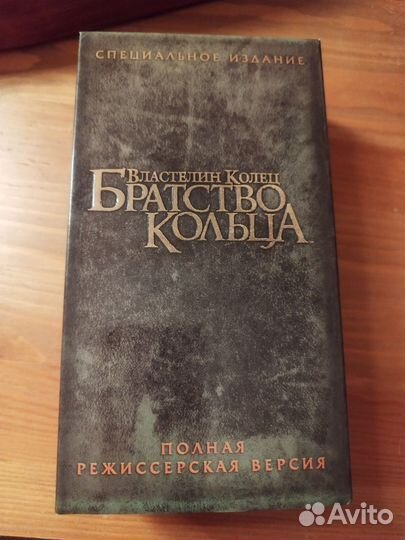 СПЕЦИАЛЬНОЕ ИЗДАНИЕ
ВЛАСТЕЛИН КОЛЕЦ
БРАТСТВО
КОЛЬЦА
ПОЛНАЯ
РЕЖИССЕРСКАЯ ВЕРСИЯ
Avito